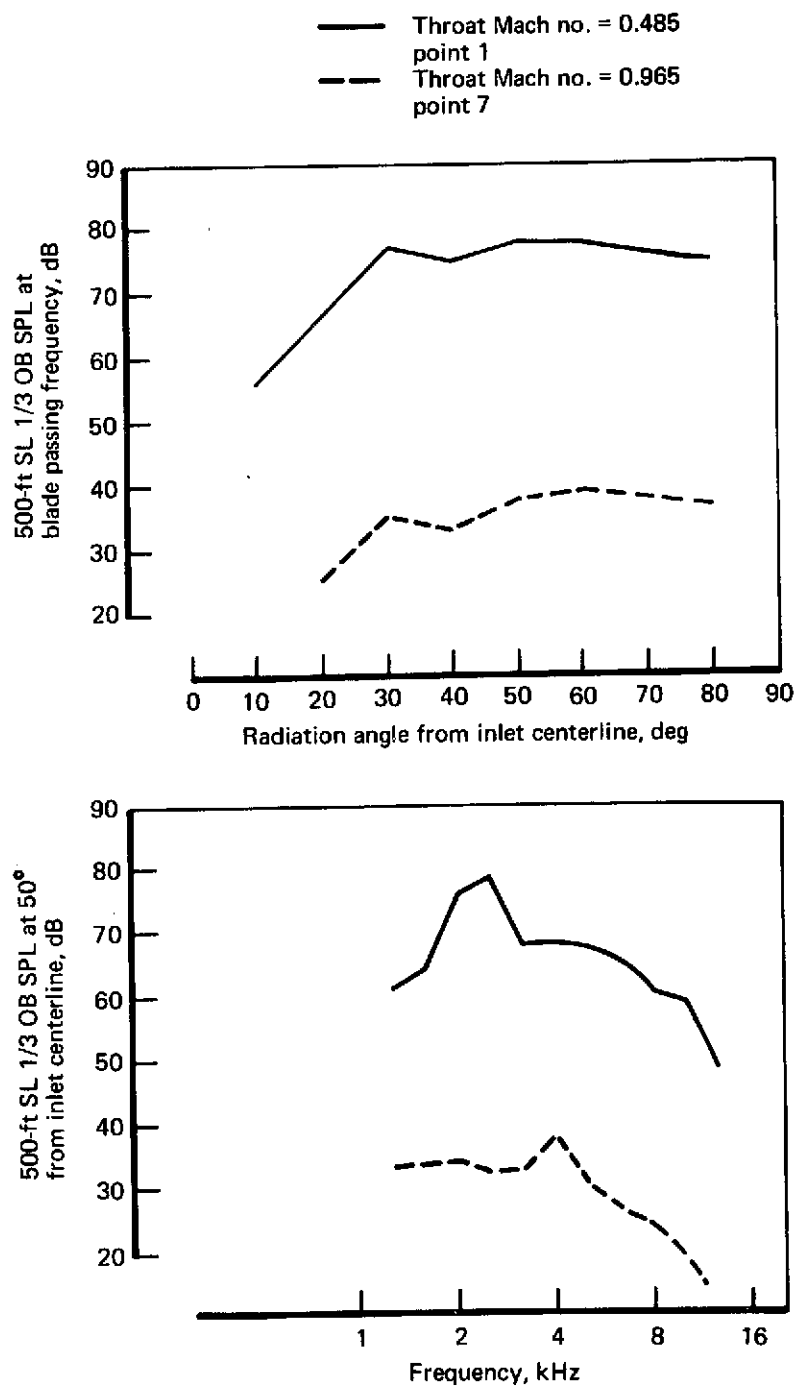 Throat Mach no. = 0.485
point 1
Throat Mach no. = 0.965
point 7
500-ft SL 1/3 OB SPL at
blade passing frequency, dB
90
80
70
60
50
40
30
20
0 10 20 30 40 50 60 70 80 90
Radiation angle from inlet centerline, deg
500-ft SL 1/3 OB SPL at 50°
from inlet centerline, dB
90
80
70
60
50
40
30
20
1 2 4 8 16
Frequency, kHz